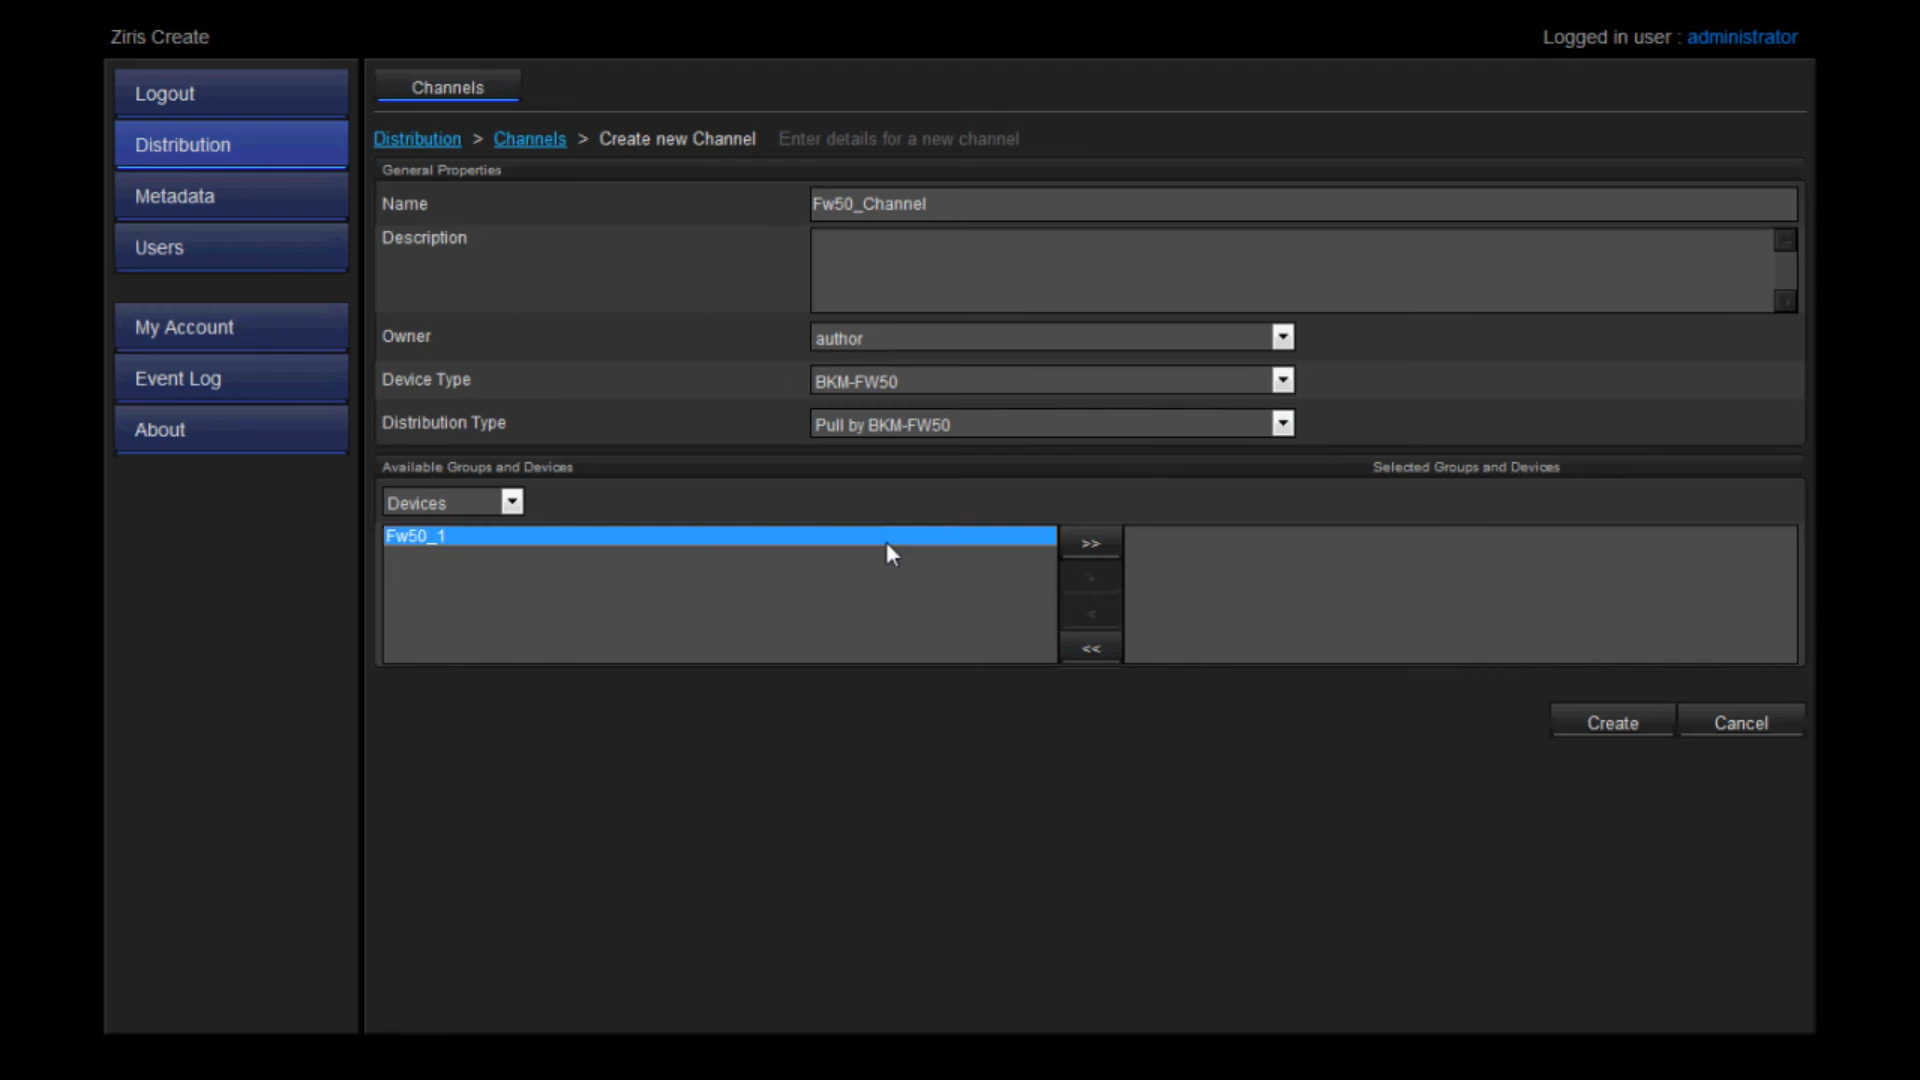 Ziris Create
Logged in user : administrator
Logout
Distribution
Metadata
Users
My Account
Event Log
About
Channels
Distribution > Channels > Create new Channel Enter details for a new channel
General Properties
Name Fw50_Channel
Description
Owner author
Device Type BKM-FW50
Distribution Type Pull by BKM-FW50
Available Groups and Devices Selected Groups and Devices
Devices
Fw50_1
>>
>
<
<<
Create Cancel